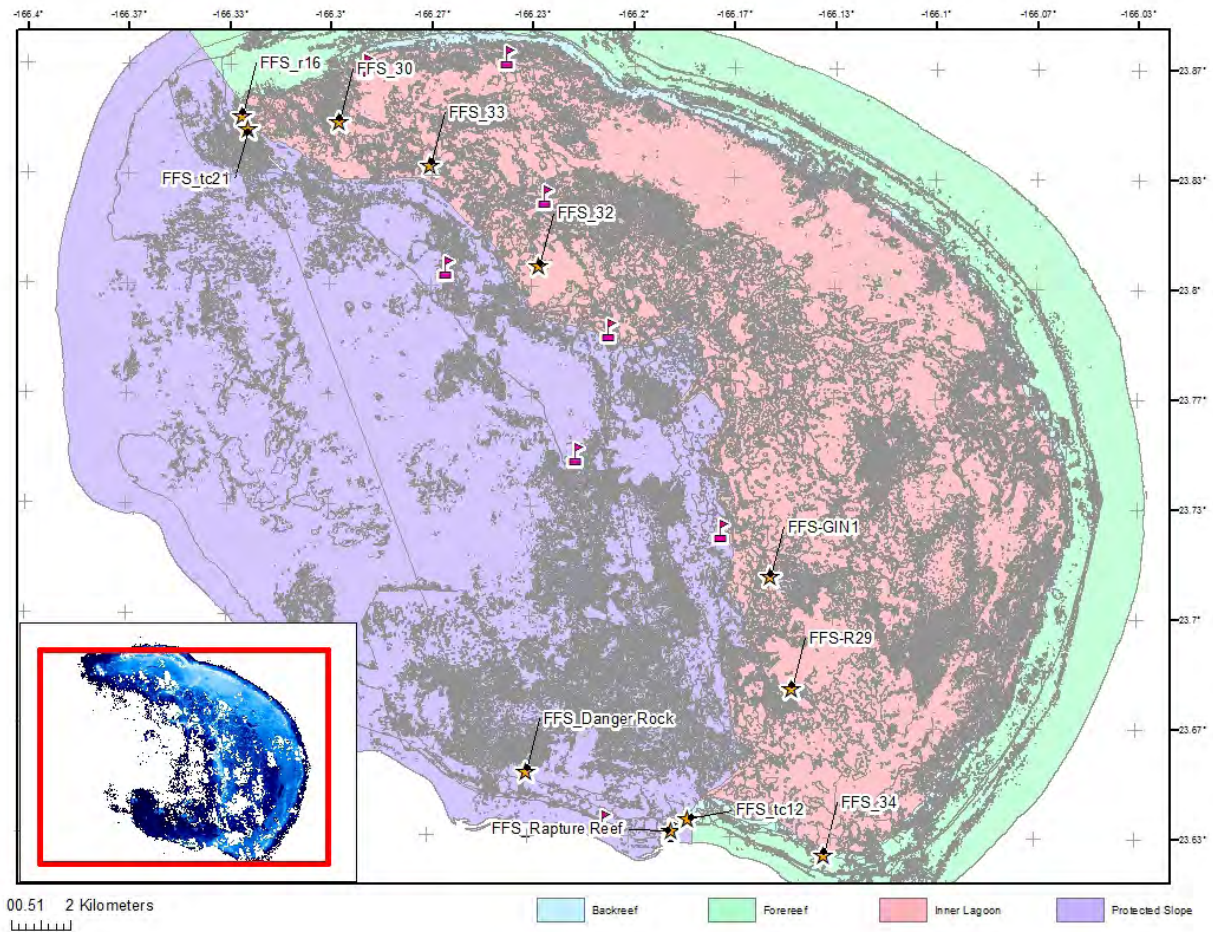 -166.4° -166.37° -166.33° -166.3° -166.27° -166.23° -166.2° -166.17° -166.13° -166.1° -166.07° -166.03°
FFS_r16
FFS_30
23.87°
FFS_33
FFS_tc21
23.83°
FFS_32
23.8°
23.77°
23.73°
FFS-GIN1
23.7°
FFS-R29
FFS_Danger Rock
23.67°
FFS_tc12
FFS_34
FFS_Rapture Reef
23.63°
00.51 2 Kilometers
Backreef Forereef Inner Lagoon Protected Slope